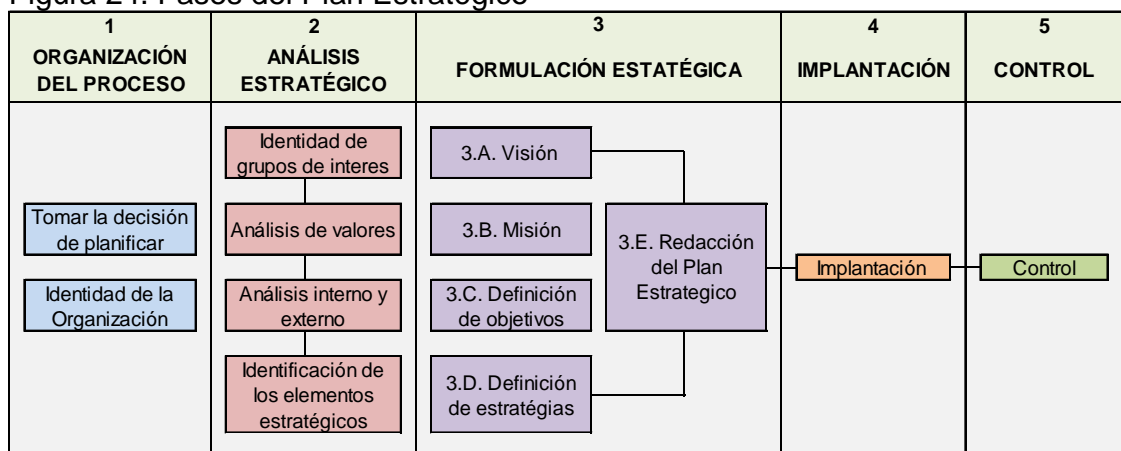 Figura 24. Fases del Plan Estratégico
1
ORGANIZACIÓN
DEL PROCESO
2
ANÁLISIS
ESTRATÉGICO
3
FORMULACIÓN ESTATÉGICA
4
IMPLANTACIÓN
5
CONTROL
Tomar la decisión
de planificar
Identidad de la
Organización
Identidad de
grupos de interes
Análisis de valores
Análisis interno y
externo
Identificación de
los elementos
estratégicos
3.A. Visión
3.B. Misión
3.C. Definición
de objetivos
3.D. Definición
de estratégias
3.E. Redacción
del Plan
Estrategico
Implantación
Control